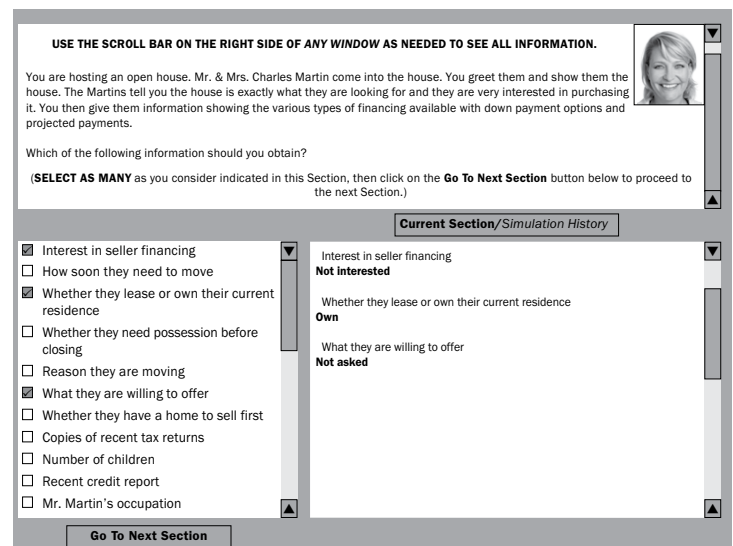 USE THE SCROLL BAR ON THE RIGHT SIDE OF ANY WINDOW AS NEEDED TO SEE ALL INFORMATION.
You are hosting an open house. Mr. & Mrs. Charles Martin come into the house. You greet them and show them the
house. The Martins tell you the house is exactly what they are looking for and they are very interested in purchasing
it. You then give them information showing the various types of financing available with down payment options and
projected payments.
Which of the following information should you obtain?
(SELECT AS MANY as you consider indicated in this Section, then click on the Go To Next Section button below to proceed to
the next Section.)
Current Section/Simulation History
Interest in seller financing
How soon they need to move
Whether they lease or own their current
residence
Whether they need possession before
closing
Reason they are moving
What they are willing to offer
Whether they have a home to sell first
Copies of recent tax returns
Number of children
Recent credit report
Mr. Martin's occupation
Interest in seller financing
Not interested
Whether they lease or own their current residence
Own
What they are willing to offer
Not asked
Go To Next Section